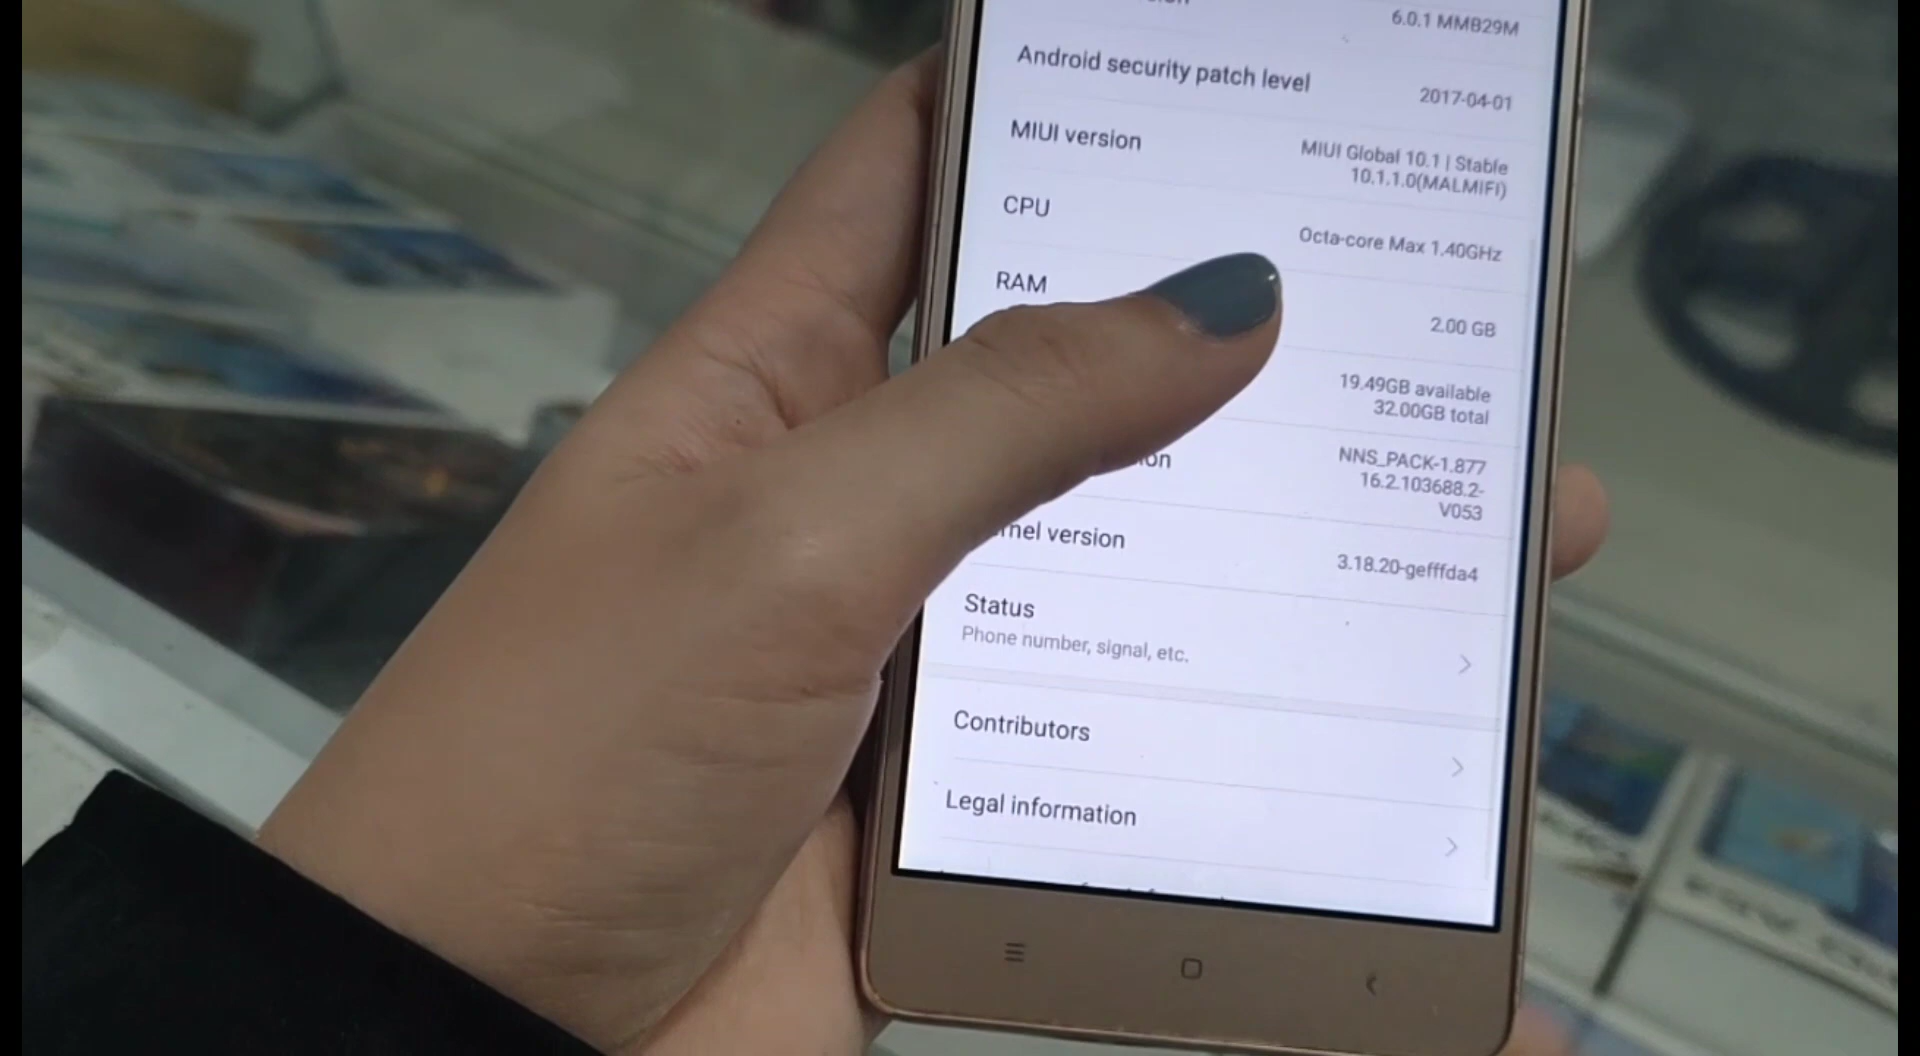 6.0.1 MMB29M
Android security patch level
2017-04-01
MIUI version
MIUI Global 10.1 | Stable
10.1.1.0(MALMIFI)
CPU
Octa-core Max 1.40GHz
RAM
2.00 GB
19.49GB available
32.00GB total
NNS_PACK-1.877
16.2.103688.2-
V053
nel version
3.18.20-gefffda4
Status
Phone number, signal, etc.
Contributors
Legal information